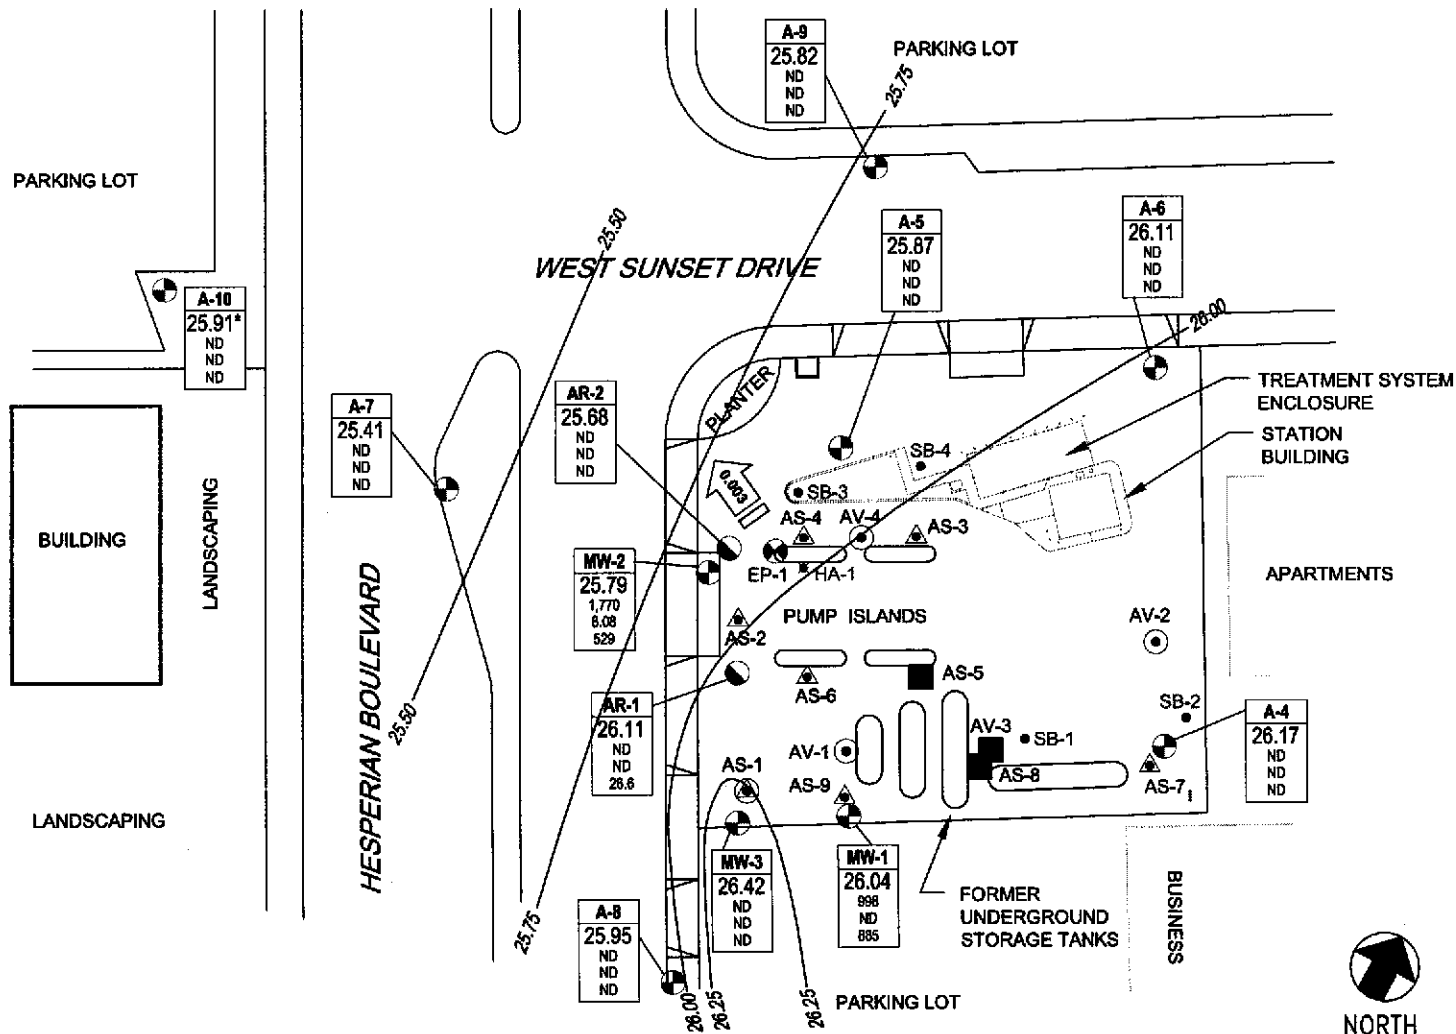 A-9
25.82
ND
ND
ND
PARKING LOT
25.75
PARKING LOT
25.50
WEST SUNSET DRIVE
A-5
25.87
ND
ND
ND
A-6
26.11
ND
ND
ND
A-10
25.91*
ND
ND
ND
26.00
PLANTER
TREATMENT SYSTEM
ENCLOSURE
STATION
BUILDING
A-7
25.41
ND
ND
ND
AR-2
25.68
ND
ND
ND
SB-4
0.003
SB-3
AS-4
AV-4
AS-3
BUILDING
LANDSCAPING
MW-2
25.79
1,770
6.08
529
EP-1
HA-1
APARTMENTS
HESPERIAN BOULEVARD
AS-2
PUMP ISLANDS
AV-2
AS-6
AS-5
AR-1
26.11
ND
ND
26.6
25.50
SB-2
A-4
26.17
ND
ND
ND
AV-3
AV-1
SB-1
AS-1
AS-9
AS-8
AS-7
LANDSCAPING
MW-3
26.42
ND
ND
ND
MW-1
26.04
998
ND
885
FORMER
UNDERGROUND
STORAGE TANKS
BUSINESS
25.75
A-8
25.95
ND
ND
ND
26.00
26.25
26.25
PARKING LOT
NORTH